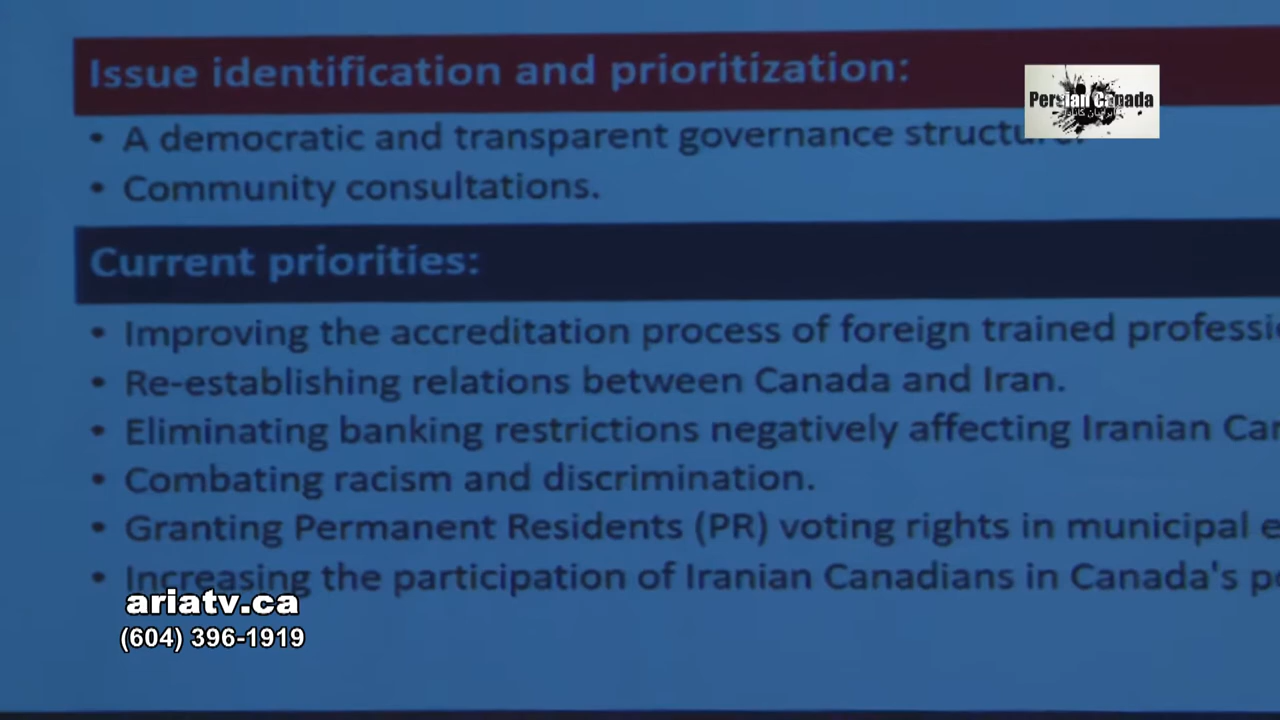 Issue identification and prioritization:
Persian Canada
• A democratic and transparent governance structure.
• Community consultations.
Current priorities:
• Improving the accreditation process of foreign trained
• Re-establishing relations between Canada and Iran.
• Eliminating banking restrictions negatively affecting Iranian
• Combating racism and discrimination.
• Granting Permanent Residents (PR) voting rights in municipal
• Increasing the participation of Iranian Canadians in Canada's
ariatv.ca
(604) 396-1919